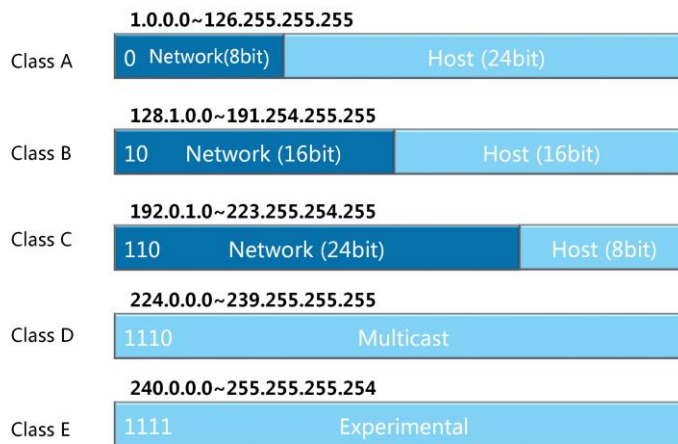 1.0.0.0~126.255.255.255
Class A 0 Network(8bit) Host (24bit)
128.1.0.0~191.254.255.255
Class B 10 Network (16bit) Host (16bit)
192.0.1.0~223.255.254.255
Class C 110 Network (24bit) Host (8bit)
224.0.0.0~239.255.255.255
Class D 1110 Multicast
240.0.0.0~255.255.255.254
Class E 1111 Experimental